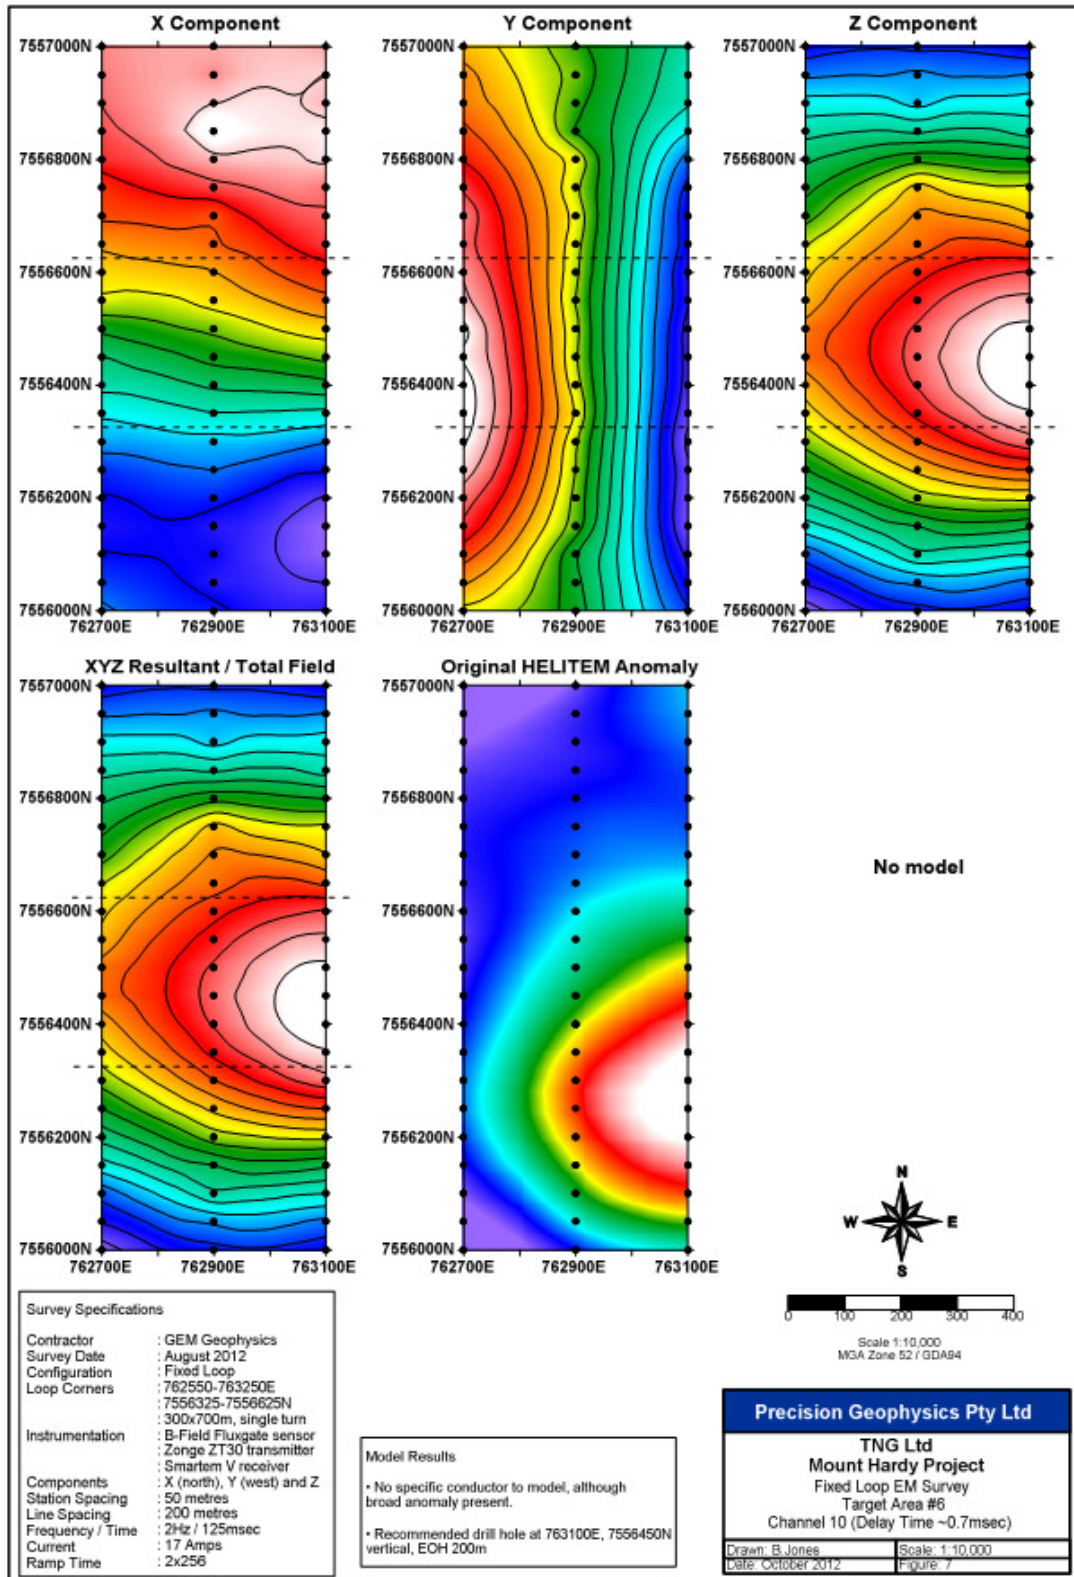 X Component
Y Component
Z Component
7557000N
7556800N
7556600N
7556400N
7556200N
7556000N
762700E 762900E 763100E
7557000N
7556800N
7556600N
7556400N
7556200N
7556000N
762700E 762900E 763100E
7557000N
7556800N
7556600N
7556400N
7556200N
7556000N
762700E 762900E 763100E
XYZ Resultant / Total Field
Original HELITEM Anomaly
7557000N
7556800N
7556600N
7556400N
7556200N
7556000N
762700E 762900E 763100E
7557000N
7556800N
7556600N
7556400N
7556200N
7556000N
762700E 762900E 763100E
No model
N
W E
S
0 100 200 300 400
Scale 1:10,000
MGA Zone 52 / GDA94
Survey Specifications
Contractor : GEM Geophysics
Survey Date : August 2012
Configuration : Fixed Loop
Loop Corners : 762550-763250E
: 7556325-7556625N
: 300x700m, single turn
Instrumentation : B-Field Fluxgate sensor
: Zonge ZT30 transmitter
: Smartem V receiver
Components : X (north), Y (west) and Z
Station Spacing : 50 metres
Line Spacing : 200 metres
Frequency / Time : 2Hz / 125msec
Current : 17 Amps
Ramp Time : 2x256
Model Results
• No specific conductor to model, although
broad anomaly present.
• Recommended drill hole at 763100E, 7556450N
vertical, EOH 200m
Precision Geophysics Pty Ltd
TNG Ltd
Mount Hardy Project
Fixed Loop EM Survey
Target Area #6
Channel 10 (Delay Time ~0.7msec)
Drawn: B.Jones Scale: 1:10,000
Date: October 2012 Figure: 7